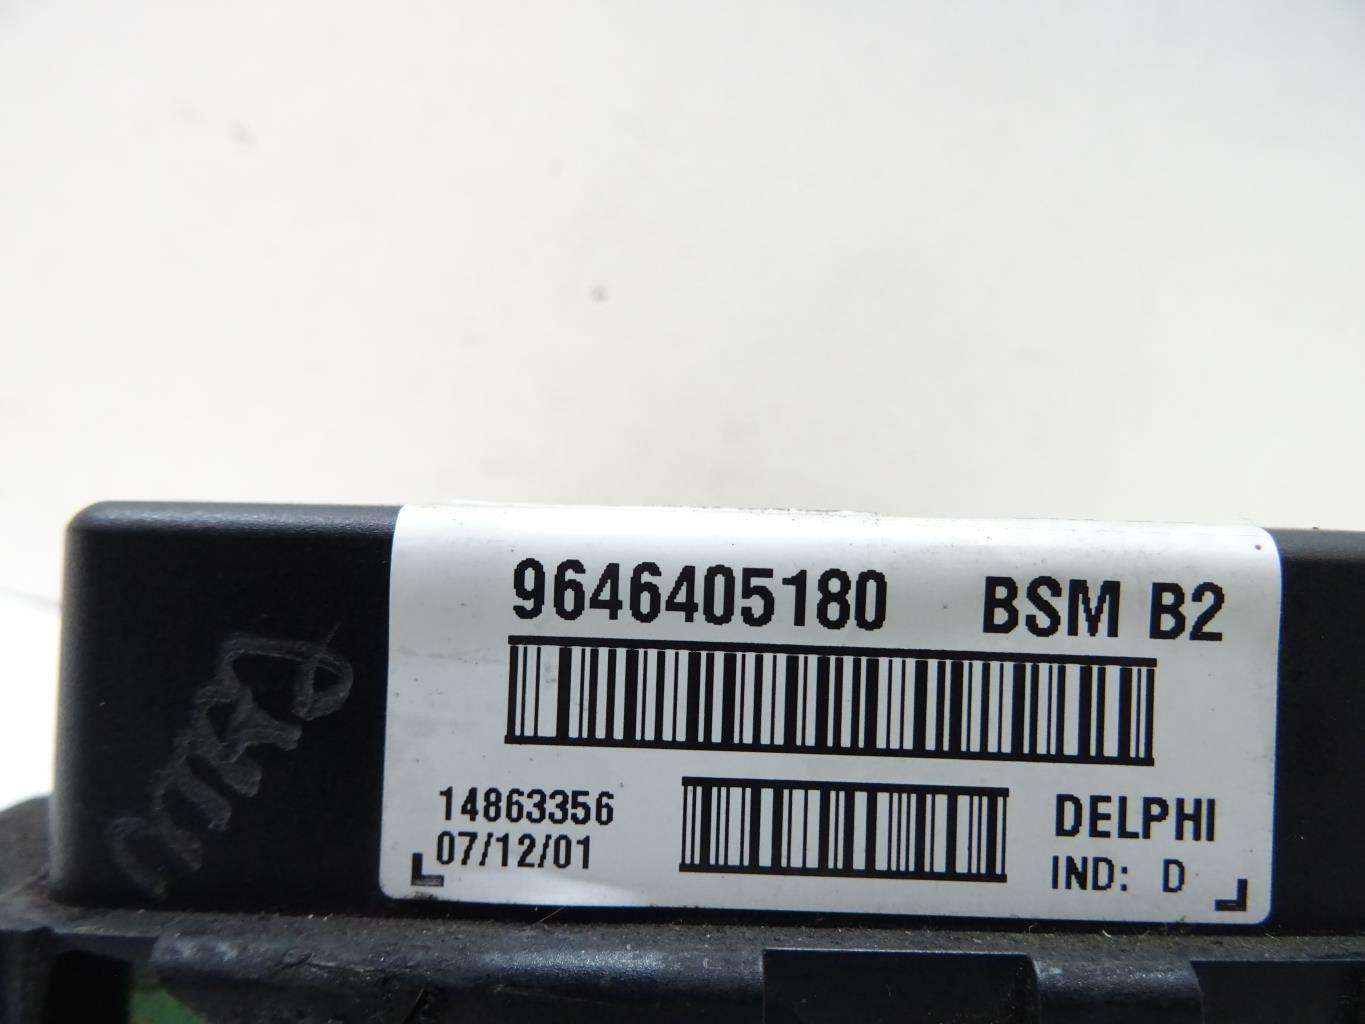 9646405180 BSM B2
14863356 DELPHI
07/12/01 IND: D